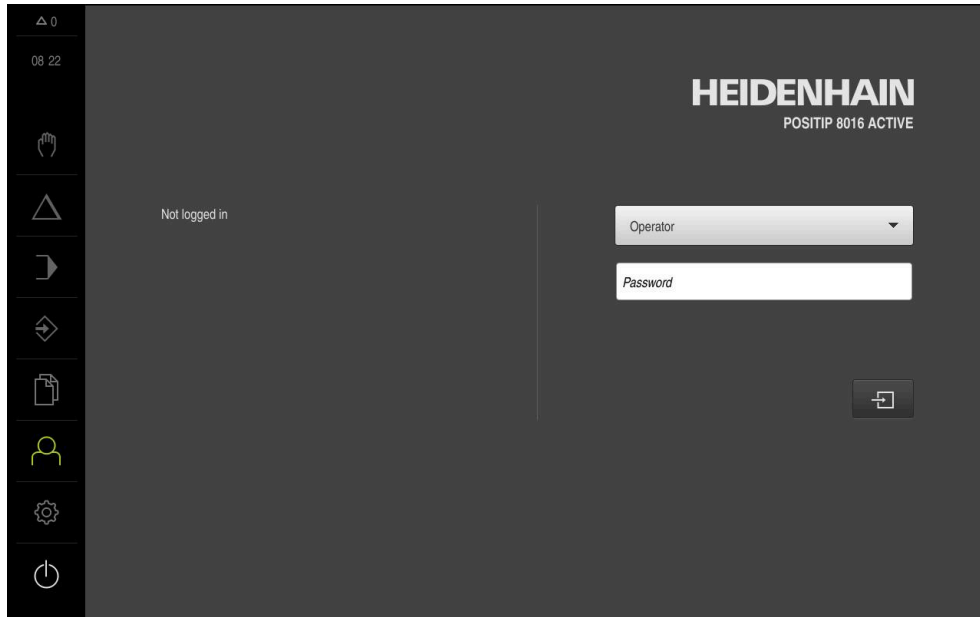 0
08 22
HEIDENHAIN
POSITIP 8016 ACTIVE
Not logged in
Operator
Password